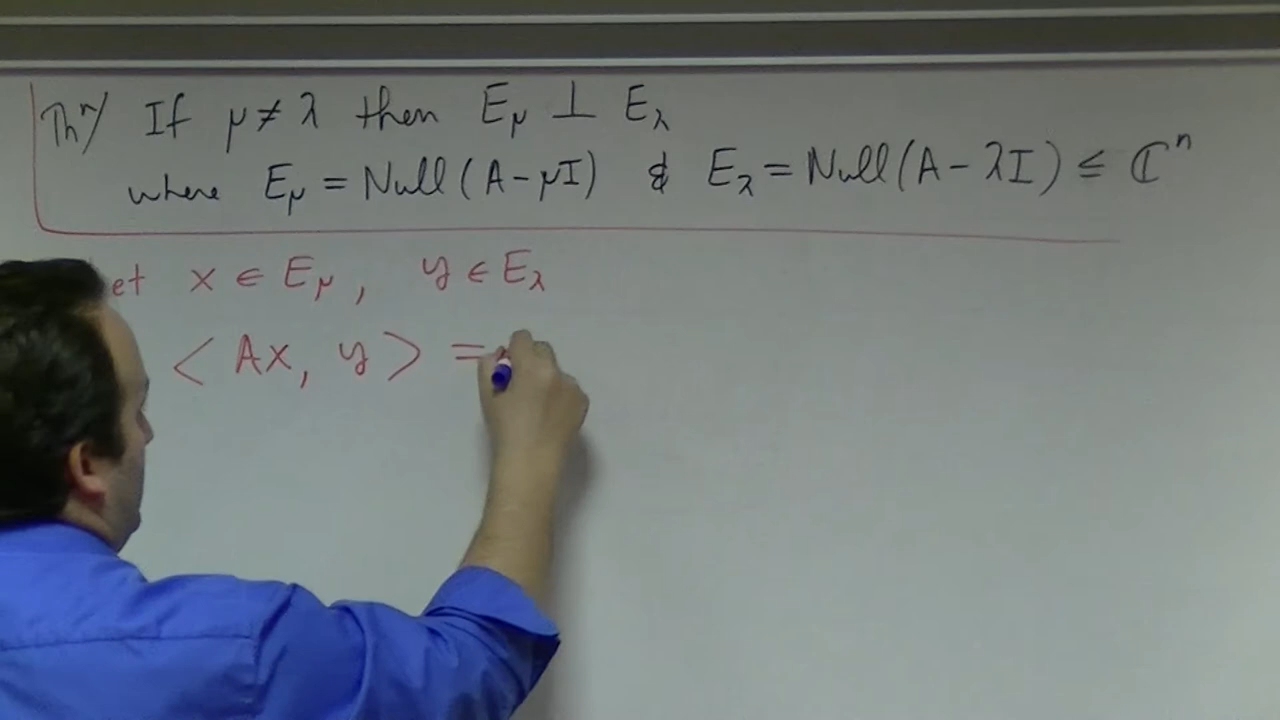 Thᵐ/ If μ ≠ λ then E_μ ⊥ E_λ
where E_μ = Null(A-μI) & E_λ = Null(A-λI) ≤ ℂⁿ
et x ∈ E_μ, y ∈ E_λ
< Ax, y > =